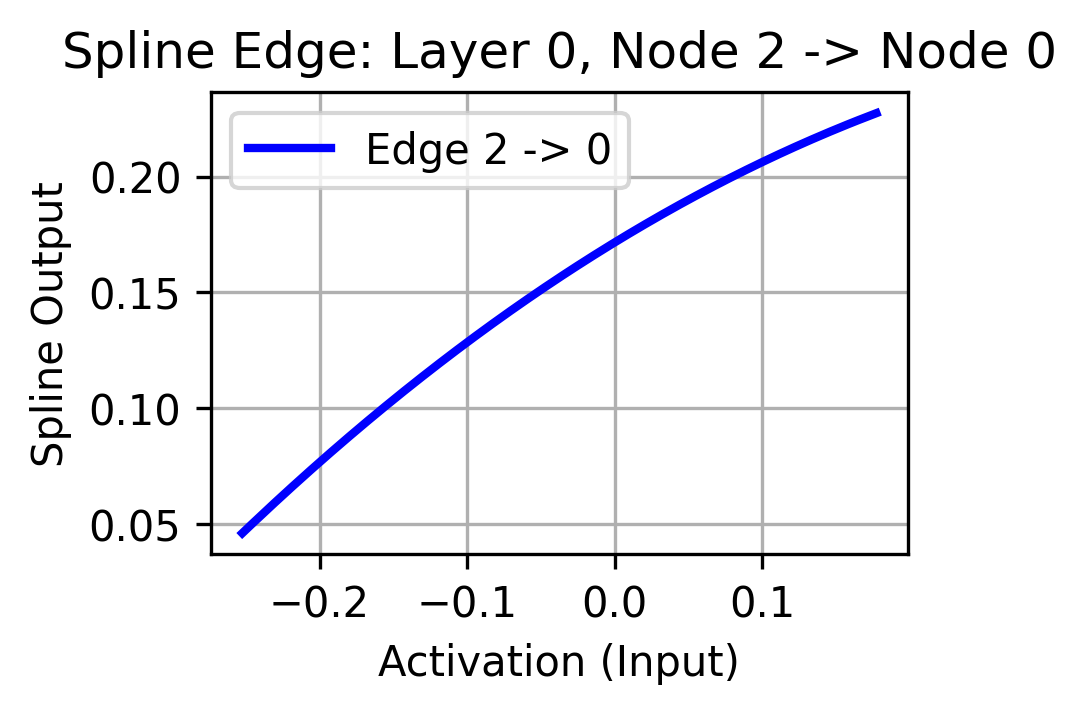 Spline Edge: Layer 0, Node 2 -> Node 0
Edge 2 -> 0
Spline Output
0.20
0.15
0.10
0.05
−0.2 −0.1 0.0 0.1
Activation (Input)